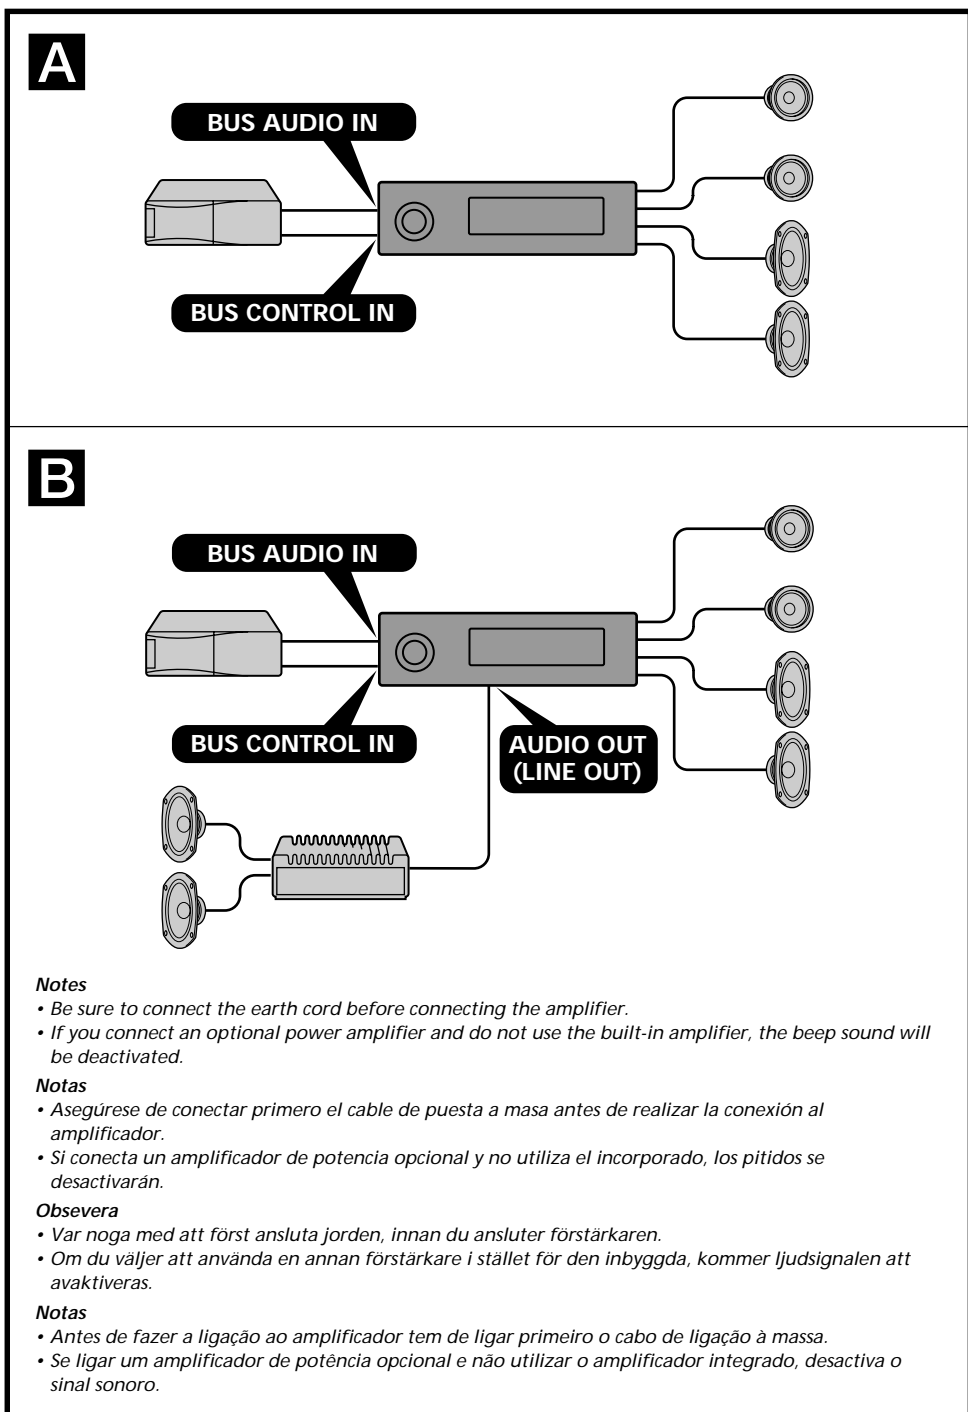 A
BUS AUDIO IN
BUS CONTROL IN
B
BUS AUDIO IN
BUS CONTROL IN
AUDIO OUT
(LINE OUT)
Notes
• Be sure to connect the earth cord before connecting the amplifier.
• If you connect an optional power amplifier and do not use the built-in amplifier, the beep sound will
be deactivated.
Notas
• Asegúrese de conectar primero el cable de puesta a masa antes de realizar la conexión al
amplificador.
• Si conecta un amplificador de potencia opcional y no utiliza el incorporado, los pitidos se
desactivarán.
Obsevera
• Var noga med att först ansluta jorden, innan du ansluter förstärkaren.
• Om du väljer att använda en annan förstärkare i stället för den inbyggda, kommer ljudsignalen att
avaktiveras.
Notas
• Antes de fazer a ligação ao amplificador tem de ligar primeiro o cabo de ligação à massa.
• Se ligar um amplificador de potência opcional e não utilizar o amplificador integrado, desactiva o
sinal sonoro.